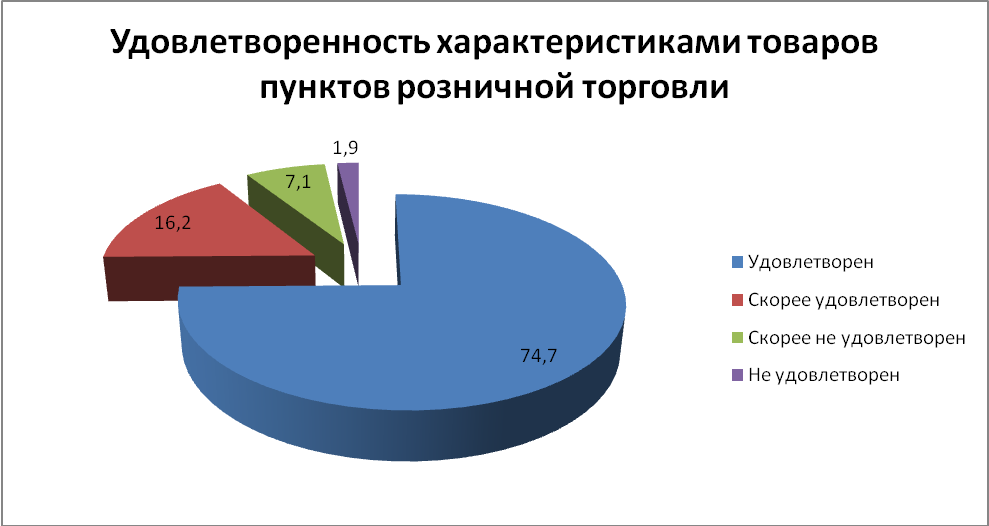 Удовлетворенность характеристиками товаров
пунктов розничной торговли
1,9
7,1
16,2
74,7
Удовлетворен
Скорее удовлетворен
Скорее не удовлетворен
Не удовлетворен